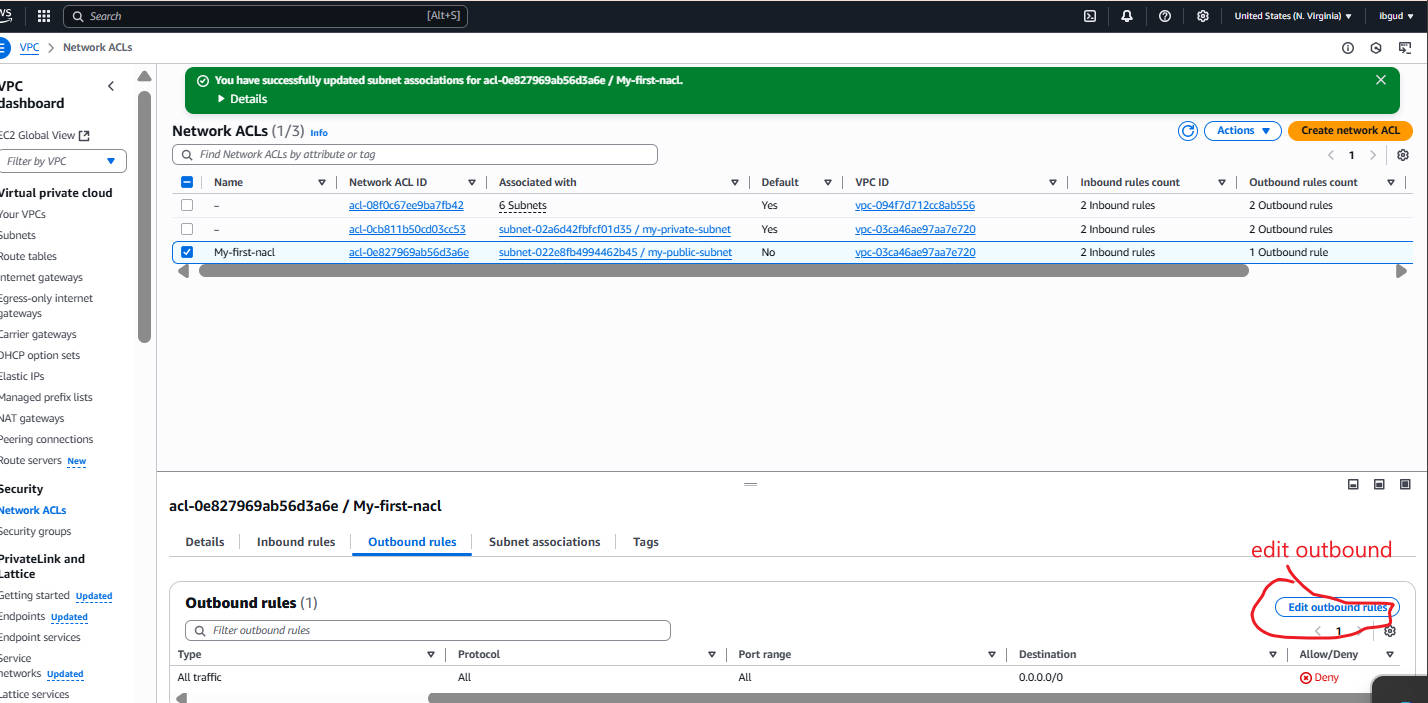 Search [Alt+S] United States (N. Virginia) ibgud
VPC Network ACLs
VPC
dashboard
EC2 Global View
Filter by VPC
Virtual private cloud
Your VPCs
Subnets
Route tables
Internet gateways
Egress-only internet
gateways
Carrier gateways
DHCP option sets
Elastic IPs
Managed prefix lists
NAT gateways
Peering connections
Route servers New
Security
Network ACLs
Security groups
PrivateLink and
Lattice
Getting started Updated
Endpoints Updated
Endpoint services
Service
networks Updated
Lattice services
You have successfully updated subnet associations for acl-0e827969ab56d3a6e / My-first-nacl.
Details
Network ACLs (1/3) Info
Actions Create network ACL
Find Network ACLs by attribute or tag
1
Name Network ACL ID Associated with Default VPC ID Inbound rules count Outbound rules count
– acl-08f0c67ee9ba7fb42 6 Subnets Yes vpc-094f7d712cc8ab556 2 Inbound rules 2 Outbound rules
– acl-0cb811b50cd03cc53 subnet-02a6d42fbfcf01d35 / my-private-subnet Yes vpc-03ca46ae97aa7e720 2 Inbound rules 2 Outbound rules
My-first-nacl acl-0e827969ab56d3a6e subnet-022e8fb4994462b45 / my-public-subnet No vpc-03ca46ae97aa7e720 2 Inbound rules 1 Outbound rule
acl-0e827969ab56d3a6e / My-first-nacl
Details Inbound rules Outbound rules Subnet associations Tags
edit outbound
Outbound rules (1)
Edit outbound rules
Filter outbound rules
1
Type Protocol Port range Destination Allow/Deny
All traffic All All 0.0.0.0/0 Deny